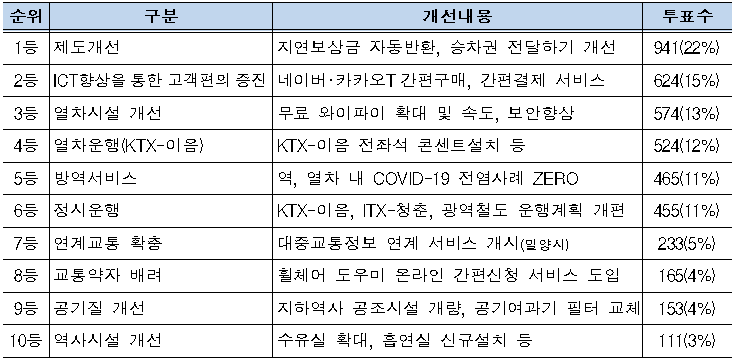 순위 구분 개선내용 투표수
1등 제도개선 지연보상금 자동반환, 승차권 전달하기 개선 941(22%)
2등 ICT향상을 통한 고객편의 증진 네이버·카카오T 간편구매, 간편결제 서비스 624(15%)
3등 열차시설 개선 무료 와이파이 확대 및 속도, 보안향상 574(13%)
4등 열차운행(KTX-이음) KTX-이음 전좌석 콘센트설치 등 524(12%)
5등 방역서비스 역, 열차 내 COVID-19 전염사례 ZERO 465(11%)
6등 정시운행 KTX-이음, ITX-청춘, 광역철도 운행계획 개편 455(11%)
7등 연계교통 확충 대중교통정보 연계 서비스 개시(밀양시) 233(5%)
8등 교통약자 배려 휠체어 도우미 온라인 간편신청 서비스 도입 165(4%)
9등 공기질 개선 지하역사 공조시설 개량, 공기여과기 필터 교체 153(4%)
10등 역사시설 개선 수유실 확대, 흡연실 신규설치 등 111(3%)